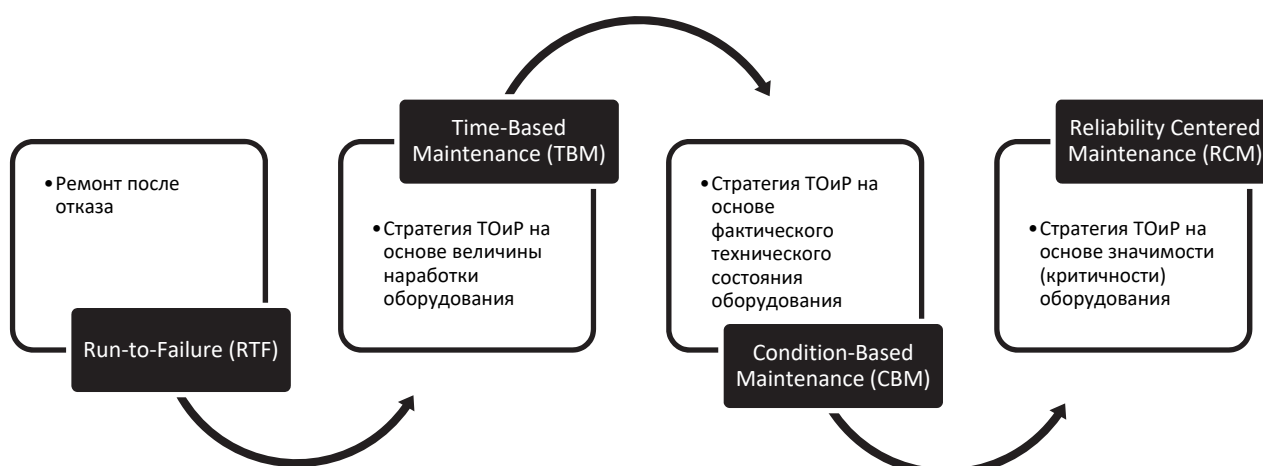 •Ремонт после
отказа
Run-to-Failure (RTF)
Time-Based
Maintenance (TBM)
•Стратегия ТОиР на
основе величины
наработки
оборудования
•Стратегия ТОиР на
основе
фактического
технического
состояния
оборудования
Condition-Based
Maintenance (CBM)
Reliability Centered
Maintenance (RCM)
•Стратегия ТОиР на
основе значимости
(критичности)
оборудования